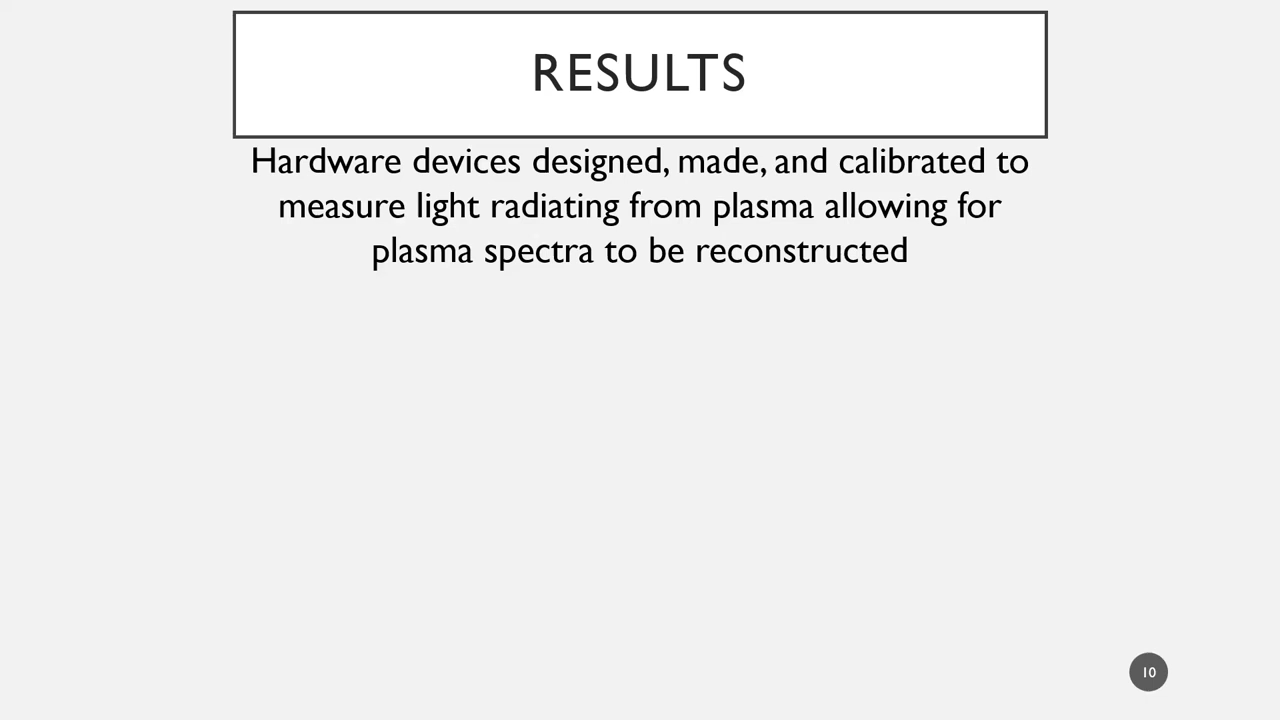 RESULTS
Hardware devices designed, made, and calibrated to
measure light radiating from plasma allowing for
plasma spectra to be reconstructed
10